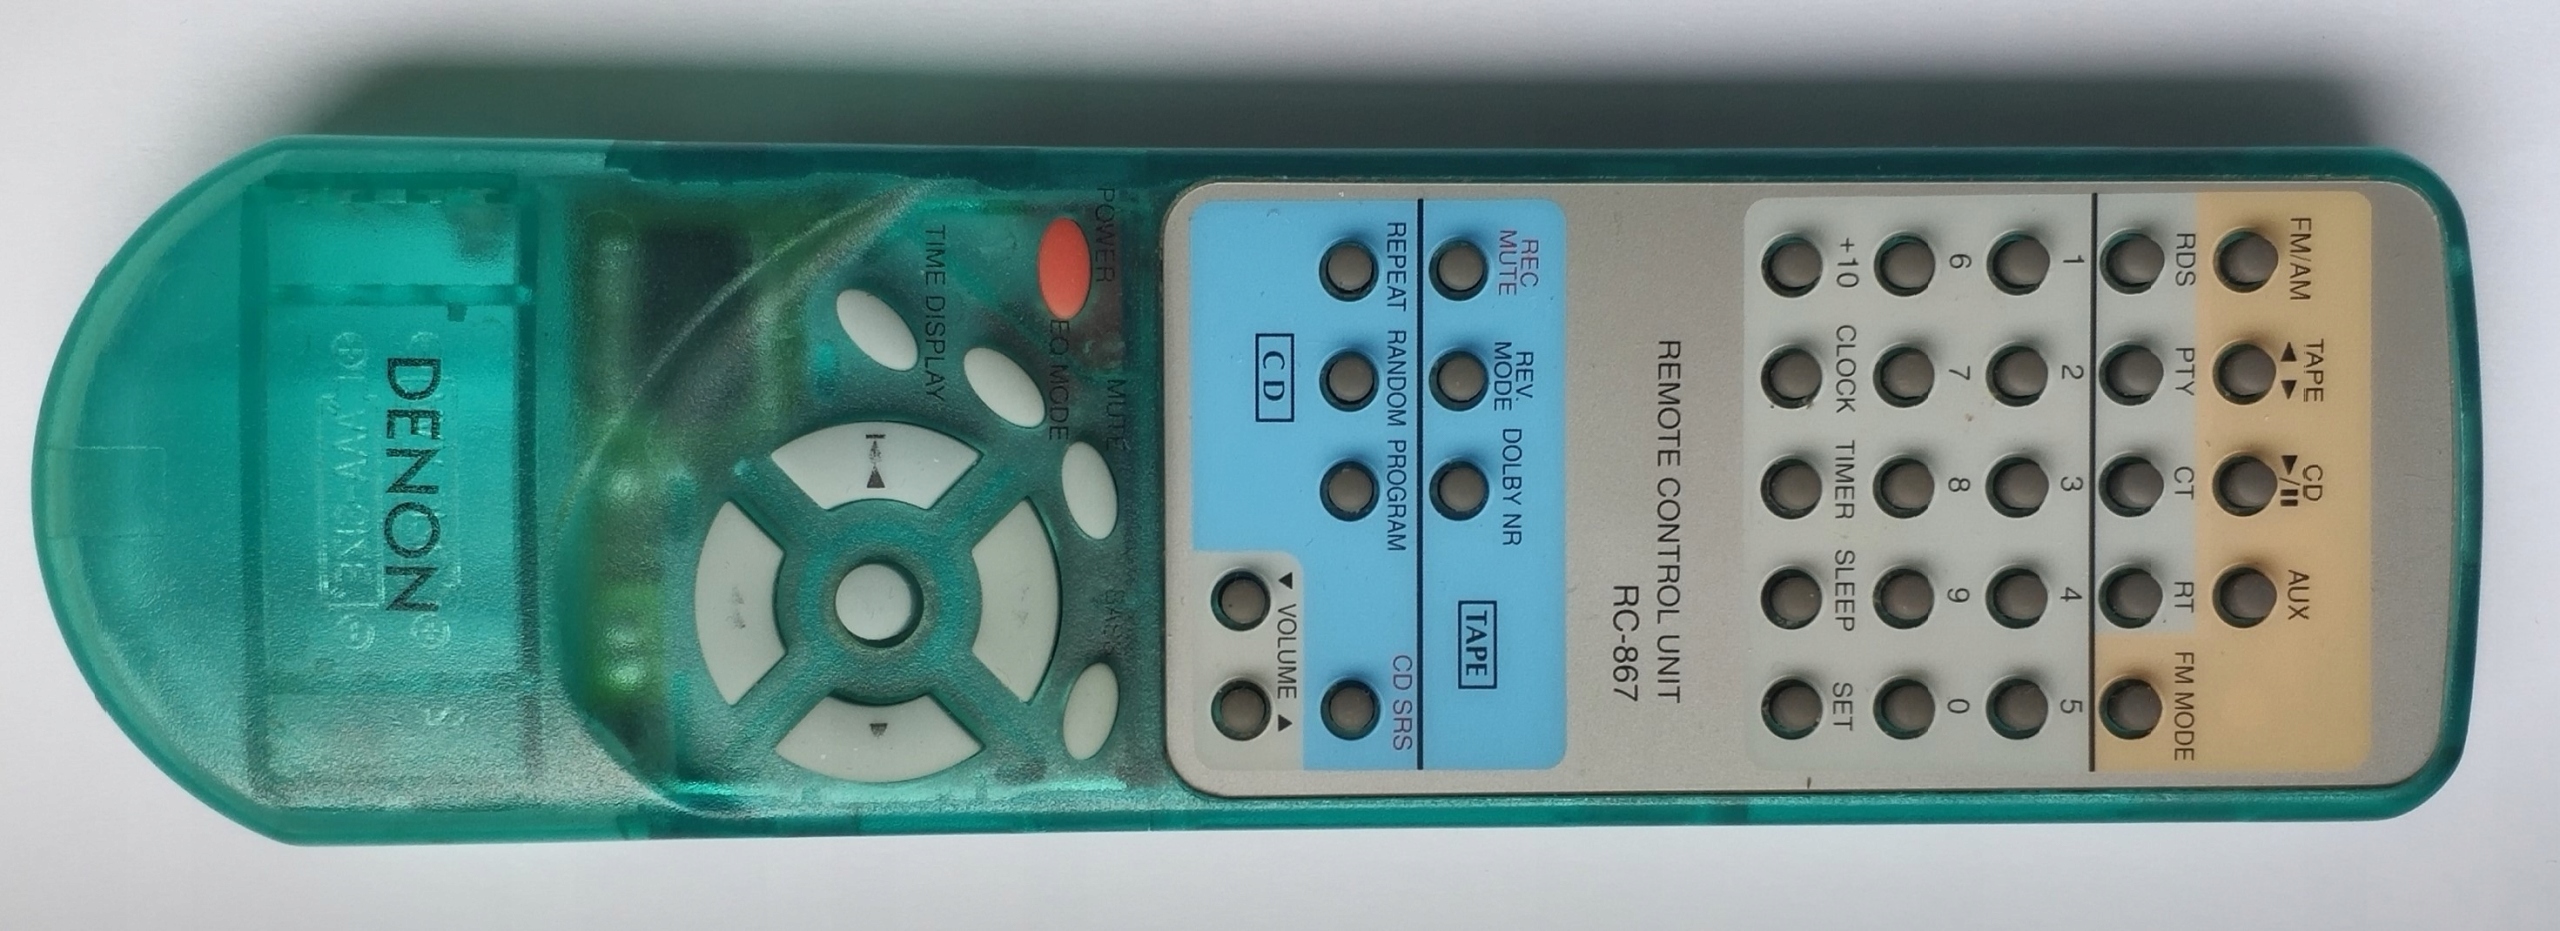 FM/AM
TAPE
◀ ▶
CD
▶/II
AUX
RDS PTY CT RT FM MODE
1 2 3 4 5
6 7 8 9 0
+10 CLOCK TIMER SLEEP SET
REMOTE CONTROL UNIT
RC-867
REC
MUTE
REV.
MODE
DOLBY NR
TAPE
REPEAT RANDOM PROGRAM CD SRS
CD
▼ VOLUME ▲
POWER MUTE
EQ MODE
TIME DISPLAY
DENON